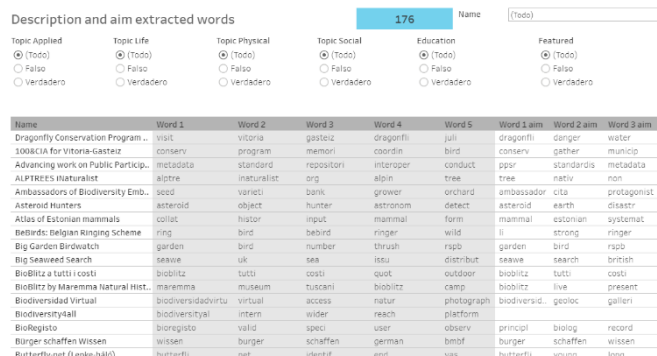 Description and aim extracted words 176 Name (Todo)
Topic Applied Topic Life Topic Physical Topic Social Education Featured
(Todo) (Todo) (Todo) (Todo) (Todo) (Todo)
Falso Falso Falso Falso Falso Falso
Verdadero Verdadero Verdadero Verdadero Verdadero Verdadero
Name Word 1 Word 2 Word 3 Word 4 Word 5 Word 1 aim Word 2 aim Word 3 aim
Dragonfly Conservation Program .. visit vitoria gasteiz dragonfli juli dragonfli danger water
100&CIA for Vitoria-Gasteiz conserv program memori coordin bird conserv gather municip
Advancing work on Public Particip.. metadata standard repositori interoper conduct ppsr standardis metadata
ALPTREES iNaturalist alptre inaturalist org alpin tree tree nativ non
Ambassadors of Biodiversity Emb.. seed varieti bank grower orchard ambassador cita protagonist
Asteroid Hunters asteroid object hunter astronom detect asteroid earth disastr
Atlas of Estonian mammals collat histor input mammal form mammal estonian systemat
BeBirds: Belgian Ringing Scheme ring bird bebird ringer wild li strong ringer
Big Garden Birdwatch garden bird number thrush rspb garden bird rspb
Big Seaweed Search seawe uk sea issu distribut seawe search british
BioBlitz a tutti i costi bioblitz tutti costi quot outdoor bioblitz tutti costi
BioBlitz by Maremma Natural Hist.. maremma museum tuscani bioblitz camp bioblitz live present
Biodiversidad Virtual biodiversidadvirtu virtual access natur photograph biodiversid.. geoloc galleri
Biodiversity4all biodiversityal intern wider reach platform
BioRegisto bioregisto valid speci user observ principl biolog record
Bürger schaffen Wissen wissen burger schaffen german bmbf burger schaffen wissen
Butterfly.net butterfli net identif butterfli young long